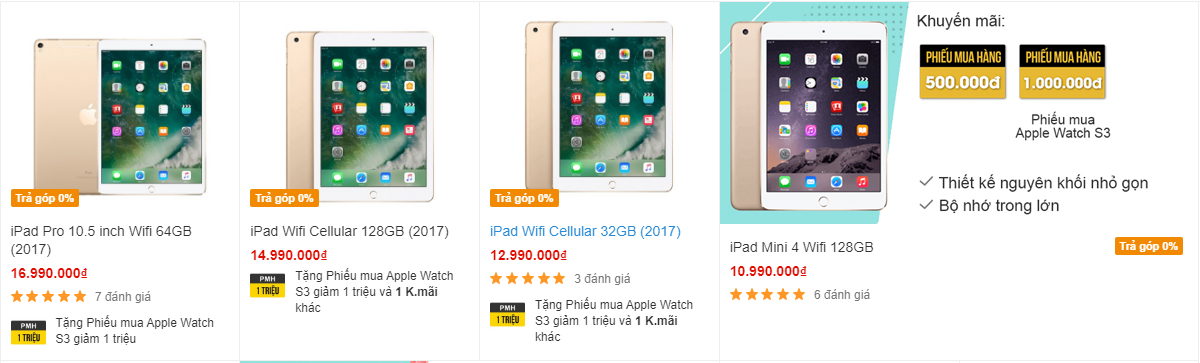 Trả góp 0%
iPad Pro 10.5 inch Wifi 64GB
(2017)
16.990.000₫
7 đánh giá
PMH
1 TRIỆU
Tặng Phiếu mua Apple Watch
S3 giảm 1 triệu
Trả góp 0%
iPad Wifi Cellular 128GB (2017)
14.990.000₫
PMH
1 TRIỆU
Tặng Phiếu mua Apple Watch
S3 giảm 1 triệu và 1 K.mãi
khác
Trả góp 0%
iPad Wifi Cellular 32GB (2017)
12.990.000₫
3 đánh giá
PMH
1 TRIỆU
Tặng Phiếu mua Apple Watch
S3 giảm 1 triệu và 1 K.mãi
khác
iPad Mini 4 Wifi 128GB
10.990.000₫
6 đánh giá
Khuyến mãi:
PHIẾU MUA HÀNG
500.000đ
PHIẾU MUA HÀNG
1.000.000đ
Phiếu mua
Apple Watch S3
Thiết kế nguyên khối nhỏ gọn
Bộ nhớ trong lớn
Trả góp 0%